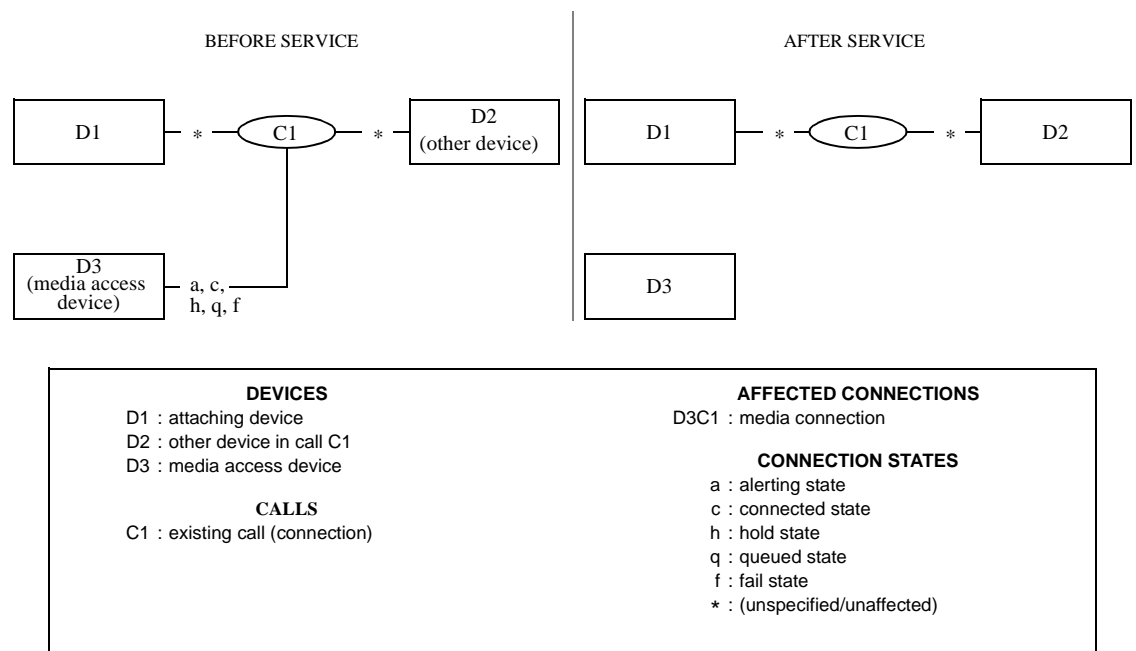 BEFORE SERVICE
AFTER SERVICE
D1
*
C1
*
D2
(other device)
D3
(media access
device)
a, c,
h, q, f
D1
*
C1
*
D2
D3
DEVICES
D1 : attaching device
D2 : other device in call C1
D3 : media access device
CALLS
C1 : existing call (connection)
AFFECTED CONNECTIONS
D3C1 : media connection
CONNECTION STATES
a : alerting state
c : connected state
h : hold state
q : queued state
f : fail state
* : (unspecified/unaffected)